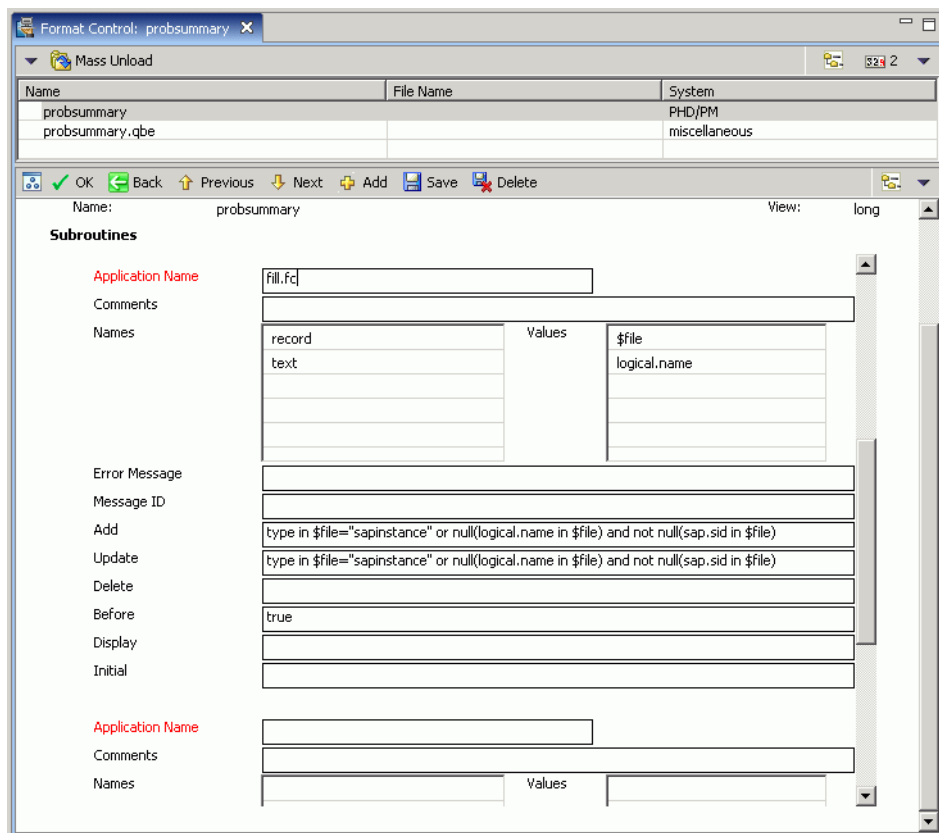 Format Control: probsummary
Mass Unload 2
Name File Name System
probsummary PHD/PM
probsummary.qbe miscellaneous
OK Back Previous Next Add Save Delete
Name: probsummary View: long
Subroutines
Application Name fill.fc
Comments
Names record Values $file
text logical.name
Error Message
Message ID
Add type in $file="sapinstance" or null(logical.name in $file) and not null(sap.sid in $file)
Update type in $file="sapinstance" or null(logical.name in $file) and not null(sap.sid in $file)
Delete
Before true
Display
Initial
Application Name
Comments
Names Values